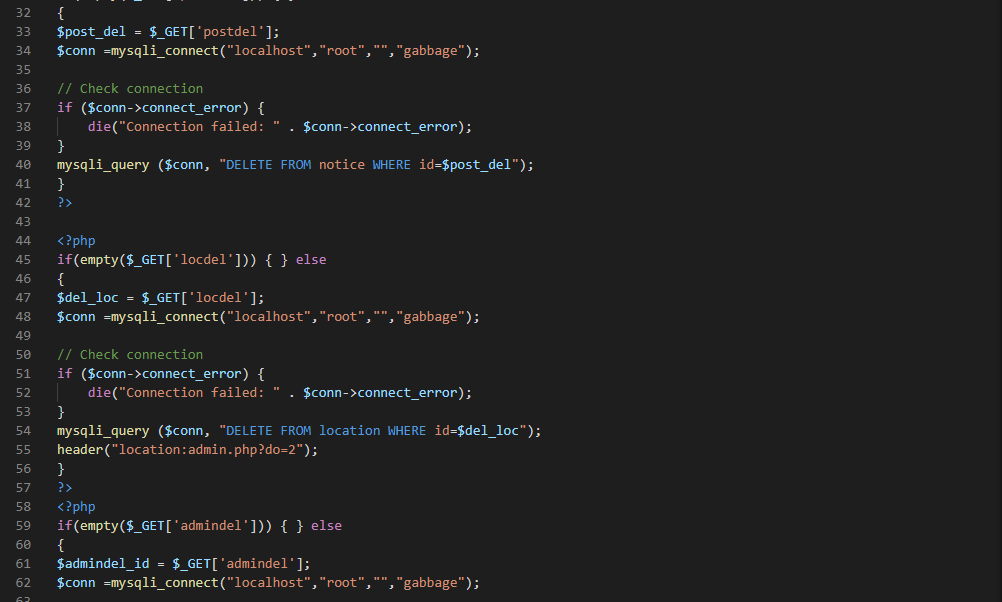 32 {
33 $post_del = $_GET['postdel'];
34 $conn =mysqli_connect("localhost","root","","gabbage");
35
36 // Check connection
37 if ($conn->connect_error) {
38     die("Connection failed: " . $conn->connect_error);
39 }
40 mysqli_query ($conn, "DELETE FROM notice WHERE id=$post_del");
41 }
42 ?>
43
44 <?php
45 if(empty($_GET['locdel'])) { } else
46 {
47 $del_loc = $_GET['locdel'];
48 $conn =mysqli_connect("localhost","root","","gabbage");
49
50 // Check connection
51 if ($conn->connect_error) {
52     die("Connection failed: " . $conn->connect_error);
53 }
54 mysqli_query ($conn, "DELETE FROM location WHERE id=$del_loc");
55 header("location:admin.php?do=2");
56 }
57 ?>
58 <?php
59 if(empty($_GET['admindel'])) { } else
60 {
61 $admindel_id = $_GET['admindel'];
62 $conn =mysqli_connect("localhost","root","","gabbage");
63